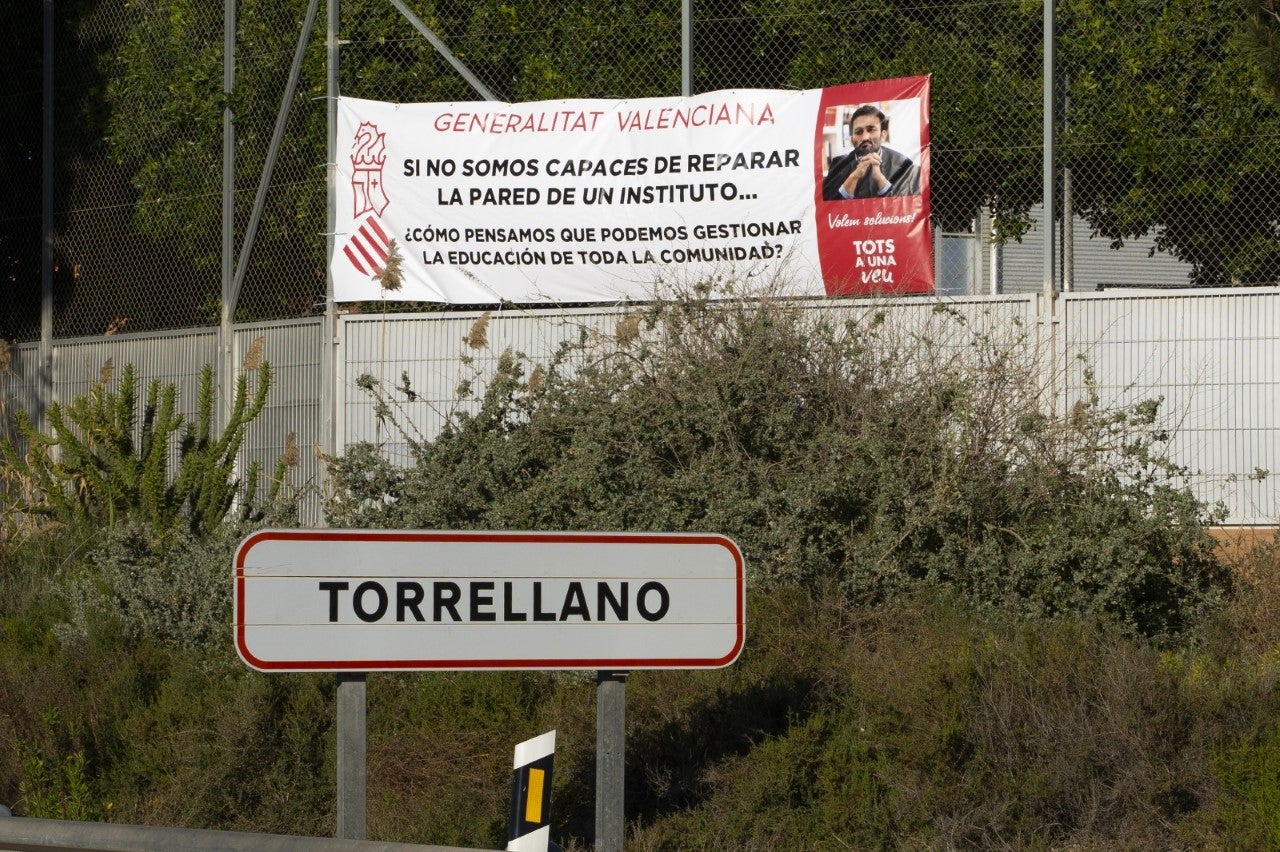 GENERALITAT VALENCIANA
SI NO SOMOS CAPACES DE REPARAR
LA PARED DE UN INSTITUTO...
¿CÓMO PENSAMOS QUE PODEMOS GESTIONAR
LA EDUCACIÓN DE TODA LA COMUNIDAD?
Volem solucions!
TOTS
A UNA
veu
TORRELLANO